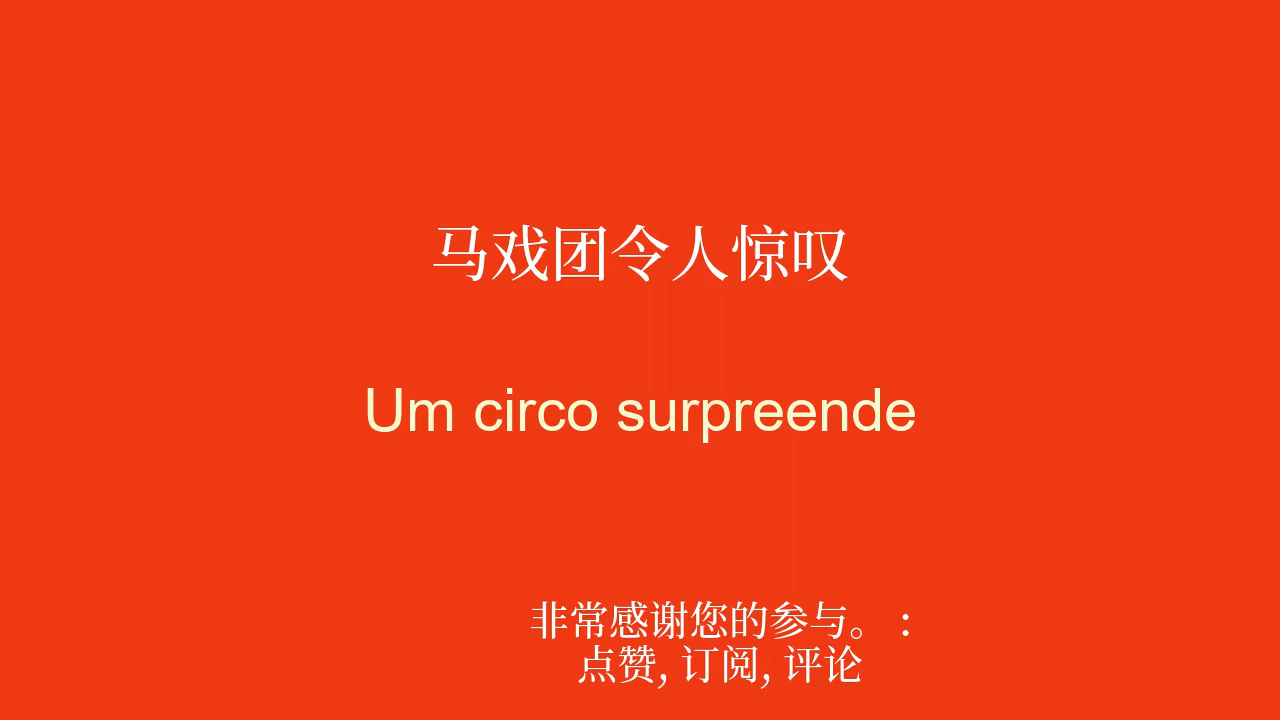 马戏团令人惊叹
Um circo surpreende
非常感谢您的参与。 :
点赞, 订阅, 评论